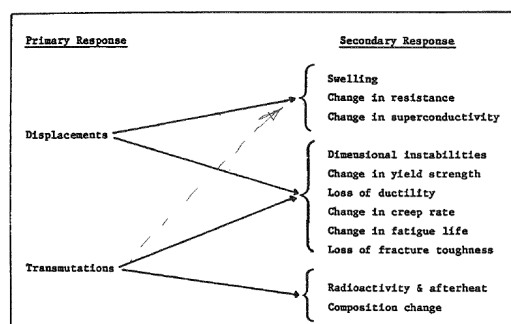 Primary Response
Secondary Response
Swelling
Change in resistance
Change in superconductivity
Displacements
Dimensional instabilities
Change in yield strength
Loss of ductility
Change in creep rate
Change in fatigue life
Loss of fracture toughness
Transmutations
Radioactivity & afterheat
Composition change